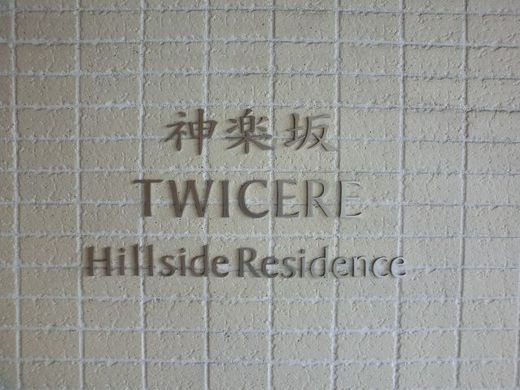 神楽坂
TWICERE
Hillside Residence